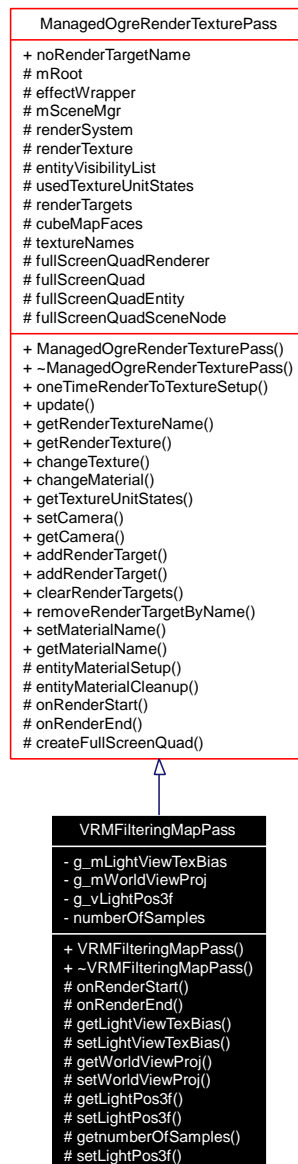 ManagedOgreRenderTexturePass
+ noRenderTargetName
# mRoot
# effectWrapper
# mSceneMgr
# renderSystem
# renderTexture
# entityVisibilityList
# usedTextureUnitStates
# renderTargets
# cubeMapFaces
# textureNames
# fullScreenQuadRenderer
# fullScreenQuad
# fullScreenQuadEntity
# fullScreenQuadSceneNode
+ ManagedOgreRenderTexturePass()
+ ~ManagedOgreRenderTexturePass()
+ oneTimeRenderToTextureSetup()
+ update()
+ getRenderTextureName()
+ getRenderTexture()
+ changeTexture()
+ changeMaterial()
+ getTextureUnitStates()
+ setCamera()
+ getCamera()
+ addRenderTarget()
+ addRenderTarget()
+ clearRenderTargets()
+ removeRenderTargetByName()
+ setMaterialName()
+ getMaterialName()
# entityMaterialSetup()
# entityMaterialCleanup()
# onRenderStart()
# onRenderEnd()
# createFullScreenQuad()
VRMFilteringMapPass
- g_mLightViewTexBias
- g_mWorldViewProj
- g_vLightPos3f
- numberOfSamples
+ VRMFilteringMapPass()
+ ~VRMFilteringMapPass()
# onRenderStart()
# onRenderEnd()
# getLightViewTexBias()
# setLightViewTexBias()
# getWorldViewProj()
# setWorldViewProj()
# getLightPos3f()
# setLightPos3f()
# getnumberOfSamples()
# setLightPos3f()